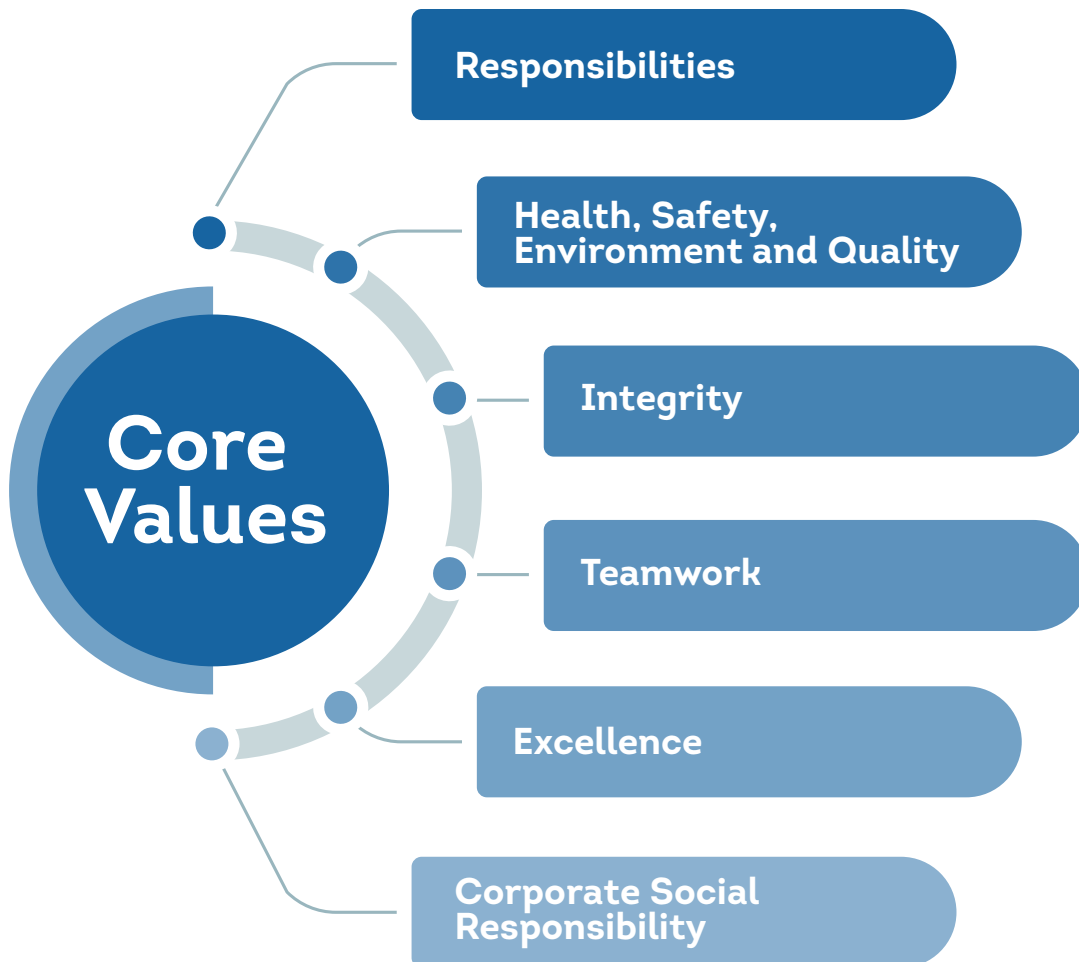 Responsibilities
Health, Safety,
Environment and Quality
Integrity
Core
Values
Teamwork
Excellence
Corporate Social
Responsibility